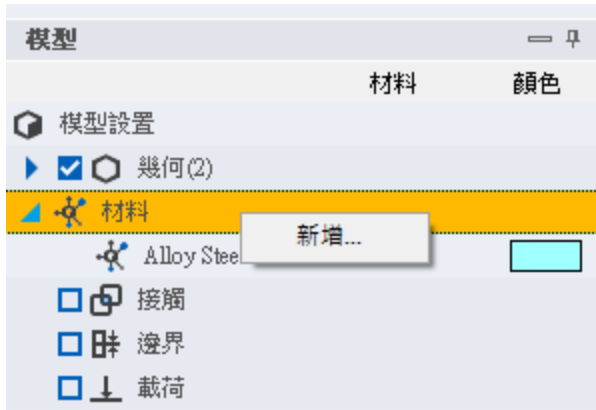 模型
材料 顏色
模型設置
幾何(2)
材料
新增...
Alloy Stee
接觸
邊界
載荷